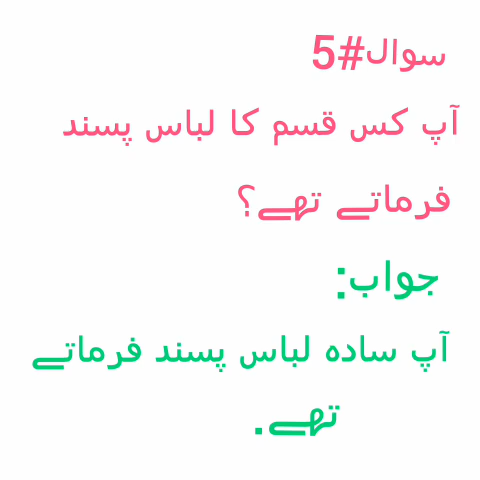 سوال#5
آپ کس قسم کا لباس پسند
فرماتے تھے؟
جواب:
آپ سادہ لباس پسند فرماتے
تھے.